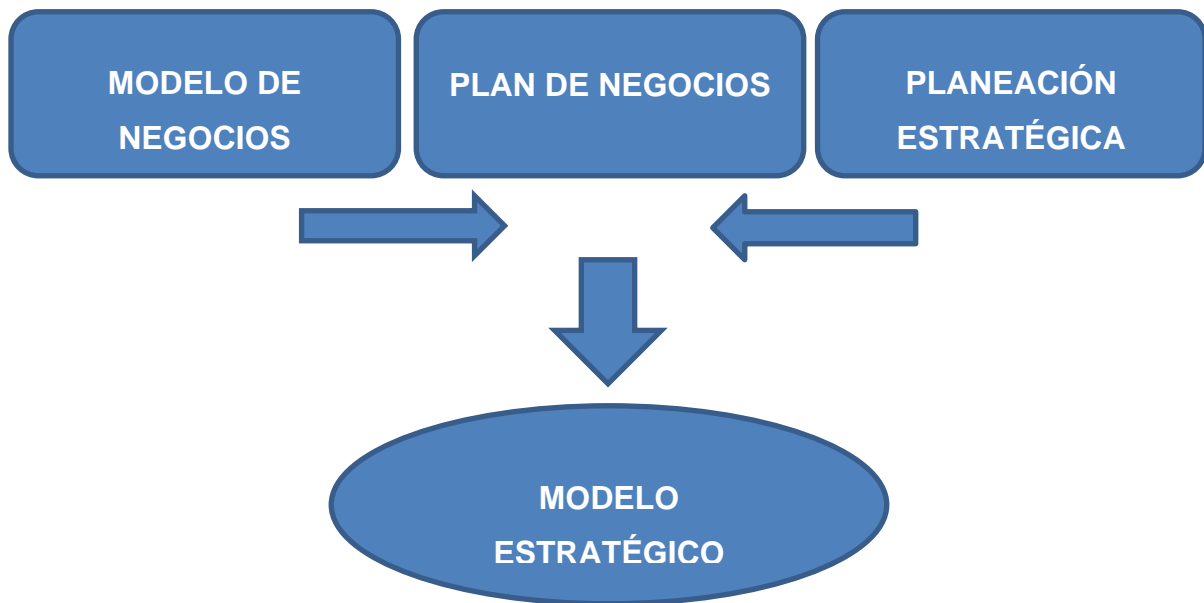 MODELO DE
NEGOCIOS
PLAN DE NEGOCIOS
PLANEACIÓN
ESTRATÉGICA
MODELO
ESTRATÉGICO